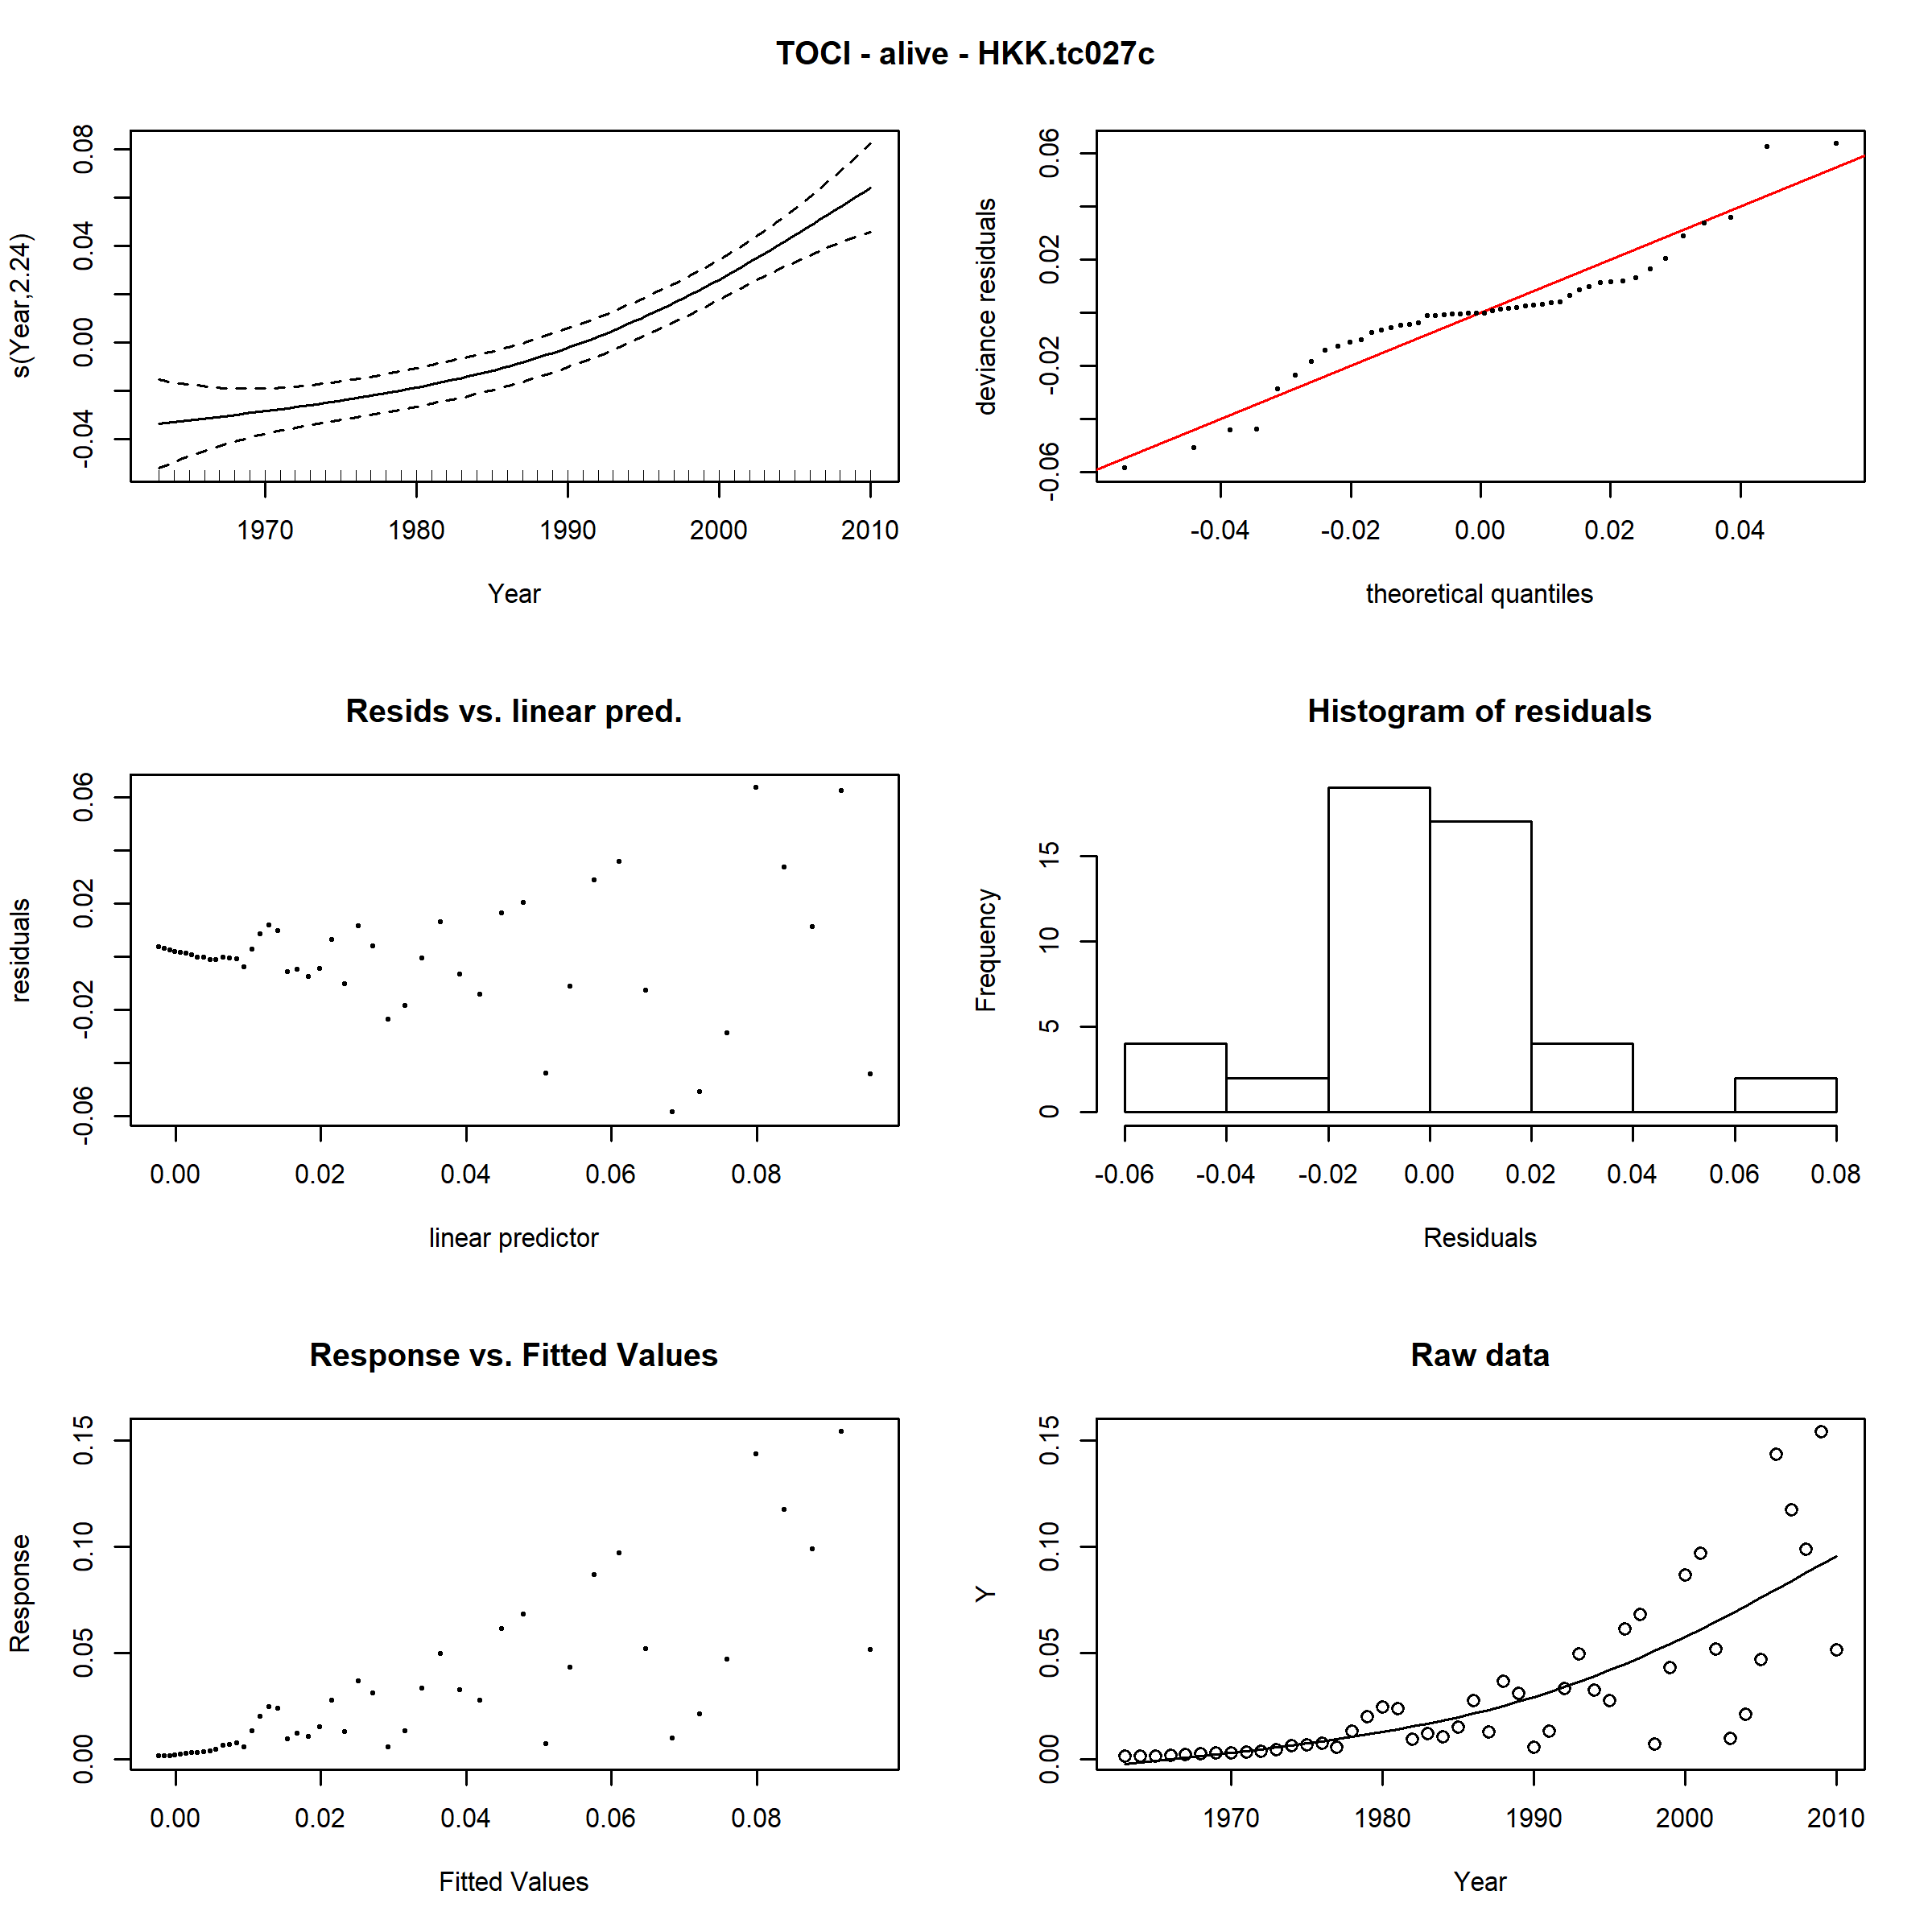 TOCI - alive - HKK.tc027c
s(Year,2.24)
-0.04 0.00 0.04 0.08
1970 1980 1990 2000 2010
Year
deviance residuals
-0.06 -0.02 0.02 0.06
-0.04 -0.02 0.00 0.02 0.04
theoretical quantiles
Resids vs. linear pred.
residuals
-0.06 -0.02 0.02 0.06
0.00 0.02 0.04 0.06 0.08
linear predictor
Histogram of residuals
Frequency
0 5 10 15
-0.06 -0.04 -0.02 0.00 0.02 0.04 0.06 0.08
Residuals
Response vs. Fitted Values
Response
0.00 0.05 0.10 0.15
0.00 0.02 0.04 0.06 0.08
Fitted Values
Raw data
Y
0.00 0.05 0.10 0.15
1970 1980 1990 2000 2010
Year